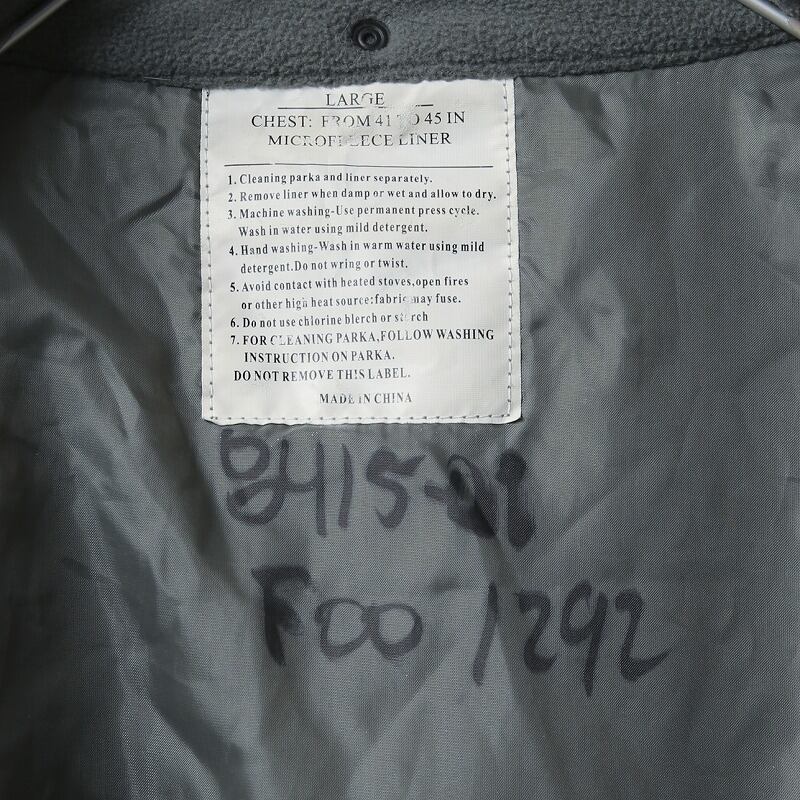 LARGE
CHEST: FROM 41 TO 45 IN
MICROFLEECE LINER
1. Cleaning parka and liner separately.
2. Remove liner when damp or wet and allow to dry.
3. Machine washing-Use permanent press cycle.
Wash in water using mild detergent.
4. Hand washing-Wash in warm water using mild
detergent.Do not wring or twist.
5. Avoid contact with heated stoves,open fires
or other high heat source:fabric may fuse.
6. Do not use chlorine blerch or starch
7. FOR CLEANING PARKA,FOLLOW WASHING
INSTRUCTION ON PARKA.
DO NOT REMOVE THIS LABEL.
MADE IN CHINA
8415-01
F00 1292